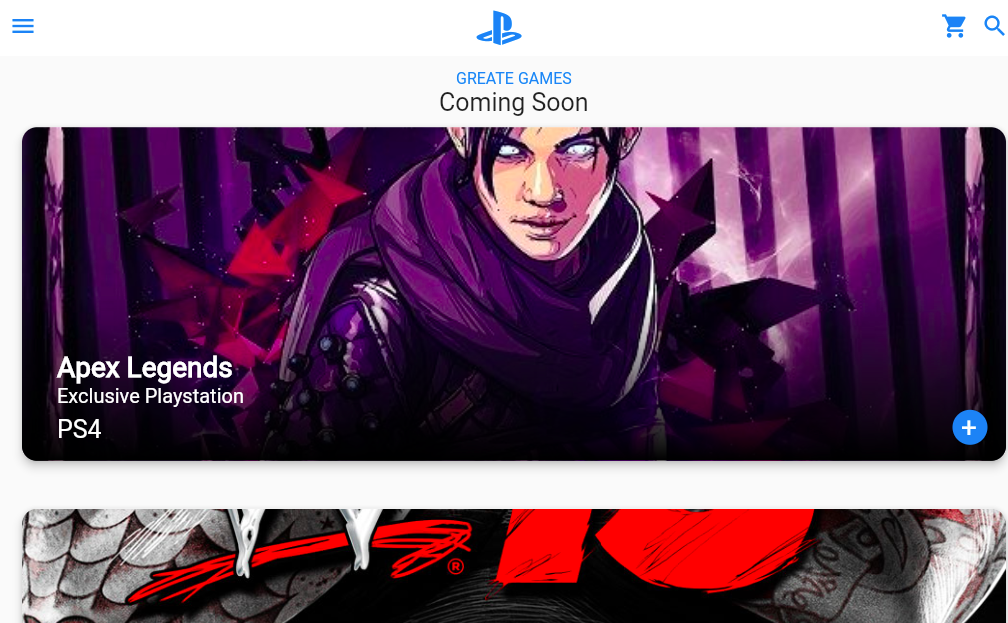 GREATE GAMES
Coming Soon
Apex Legends
Exclusive Playstation
PS4
®